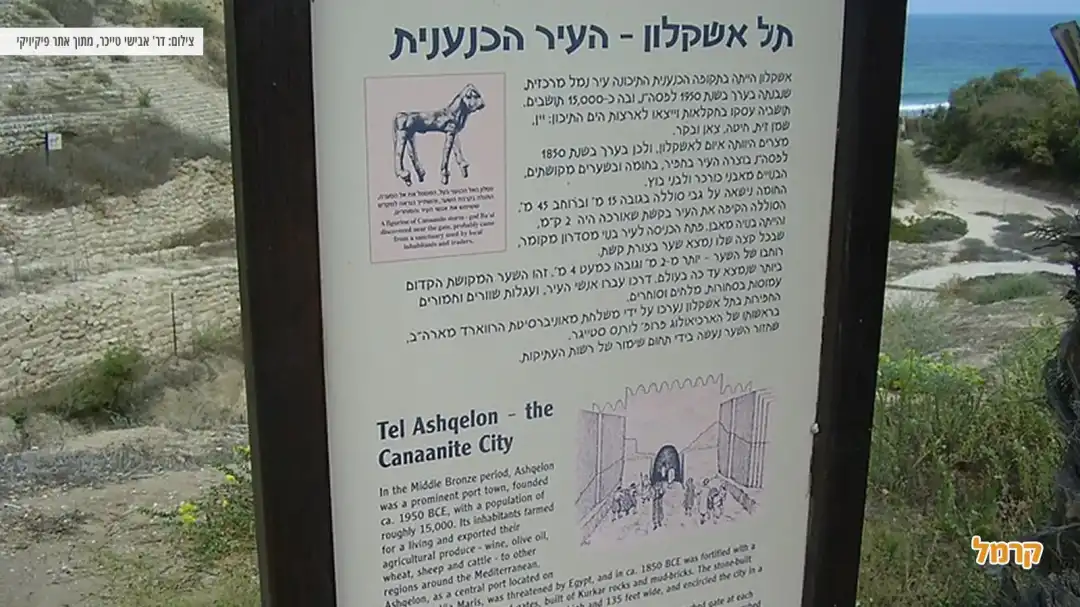 צילום: דר' אבישי טייכר, מתוך אתר פיקיויקי
תל אשקלון - העיר הכנענית
אשקלון הייתה בתקופה הכנענית התיכונה עיר נמל מרכזית,
שנבנתה בערך בשנת 1950 לפסה"נ, ובה כ-15,000 תושבים.
תושביה עסקו בחקלאות וייצאו לארצות הים התיכון: יין,
שמן זית, חיטה, צאן ובקר.
מצרים היוותה איום לאשקלון, ולכן בערך בשנת 1850
לפסה"נ בוצרה העיר בחפיר, בחומה ובשערים מקושתים,
הבנויים מאבני כורכר ולבני בוץ.
החומה נישאה על גבי סוללה בגובה 15 מ' וברוחב 45 מ',
הסוללה הקיפה את העיר בקשת שאורכה היה 2 ק"מ,
והייתה בנויה מאבן. פתח הכניסה לעיר בנוי מסדרון מקומר,
שבכל קצה שלו נמצא שער בצורת קשת.
רוחבו של השער - יותר מ-2 מ' וגובהו כמעט 4 מ'. זהו השער המקושת הקדום
ביותר שנמצא עד כה בעולם. דרכו עברו אנשי העיר, ועגלות שוורים וחמורים
עמוסות בסחורות, מלחים וסוחרים.
החפירות בתל אשקלון נערכו על ידי משלחת מאוניברסיטת הרווארד מארה"ב,
בראשותו של הארכיאולוג פרופ' לורנס סטייגר.
שחזור השער נעשה בידי תחום שימור של רשות העתיקות.
A figurine of Canaanite storm - god Ba'al
discovered near the gate, probably came
from a sanctuary used by local
inhabitants and traders.
Tel Ashqelon - the
Canaanite City
In the Middle Bronze period, Ashqelon
was a prominent port town, founded
ca. 1950 BCE, with a population of
roughly 15,000. Its inhabitants farmed
for a living and exported their
agricultural produce - wine, olive oil,
wheat, sheep and cattle - to other
regions around the Mediterranean.
Ashqelon, as a central port located on
Maris, was threatened by Egypt, and in ca. 1850 BCE was fortified with a
gates, built of Kurkar rocks and mud-bricks. The stone-built
and 135 feet wide, and encircled the city in a
gate at each
קרמל